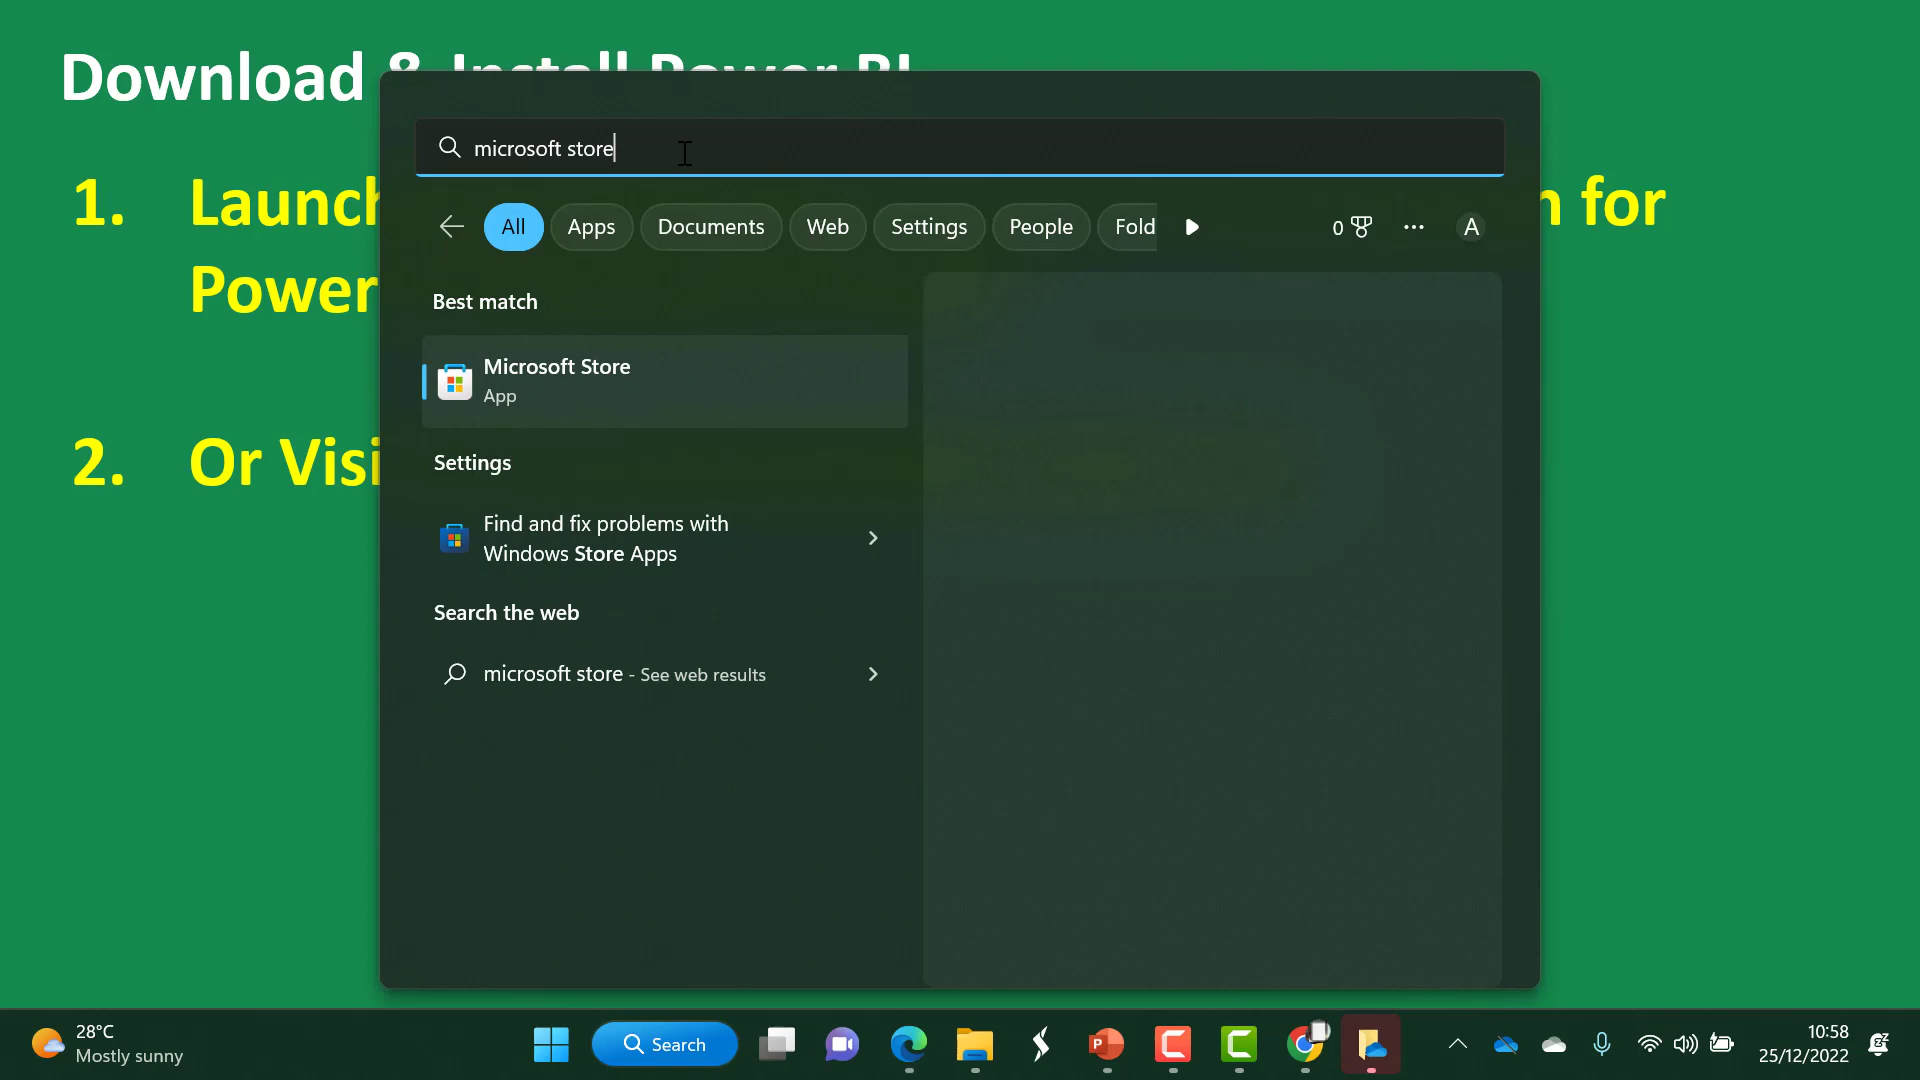 Download
microsoft store
1. Launch
n for
Power
All
Apps
Documents
Web
Settings
People
Fold
0
A
Best match
Microsoft Store
App
2. Or Visi
Settings
Find and fix problems with
Windows Store Apps
Search the web
microsoft store - See web results
28°C
Mostly sunny
Search
10:58
25/12/2022